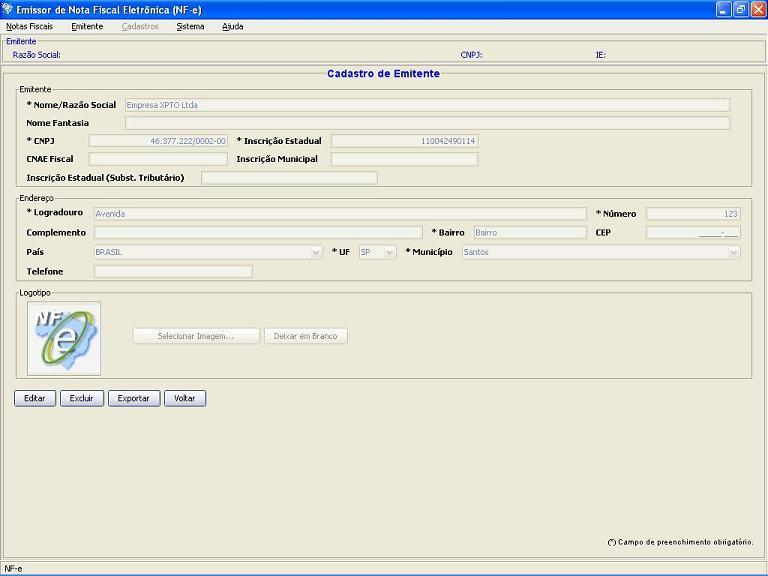 Emissor de Nota Fiscal Eletrônica (NF-e)
Notas Fiscais Emitente Cadastros Sistema Ajuda
Emitente
Razão Social: CNPJ: IE:
Cadastro de Emitente
Emitente
* Nome/Razão Social Empresa XPTO Ltda
Nome Fantasia
* CNPJ 46.377.222/0002-00 * Inscrição Estadual 110042490114
CNAE Fiscal Inscrição Municipal
Inscrição Estadual (Subst. Tributário)
Endereço
* Logradouro Avenida * Número 123
Complemento * Bairro Bairro CEP _____-___
País BRASIL * UF SP * Município Santos
Telefone
Logotipo
NF e
Selecionar Imagem... Deixar em Branco
Editar Excluir Exportar Voltar
(*) Campo de preenchimento obrigatório.
NF-e